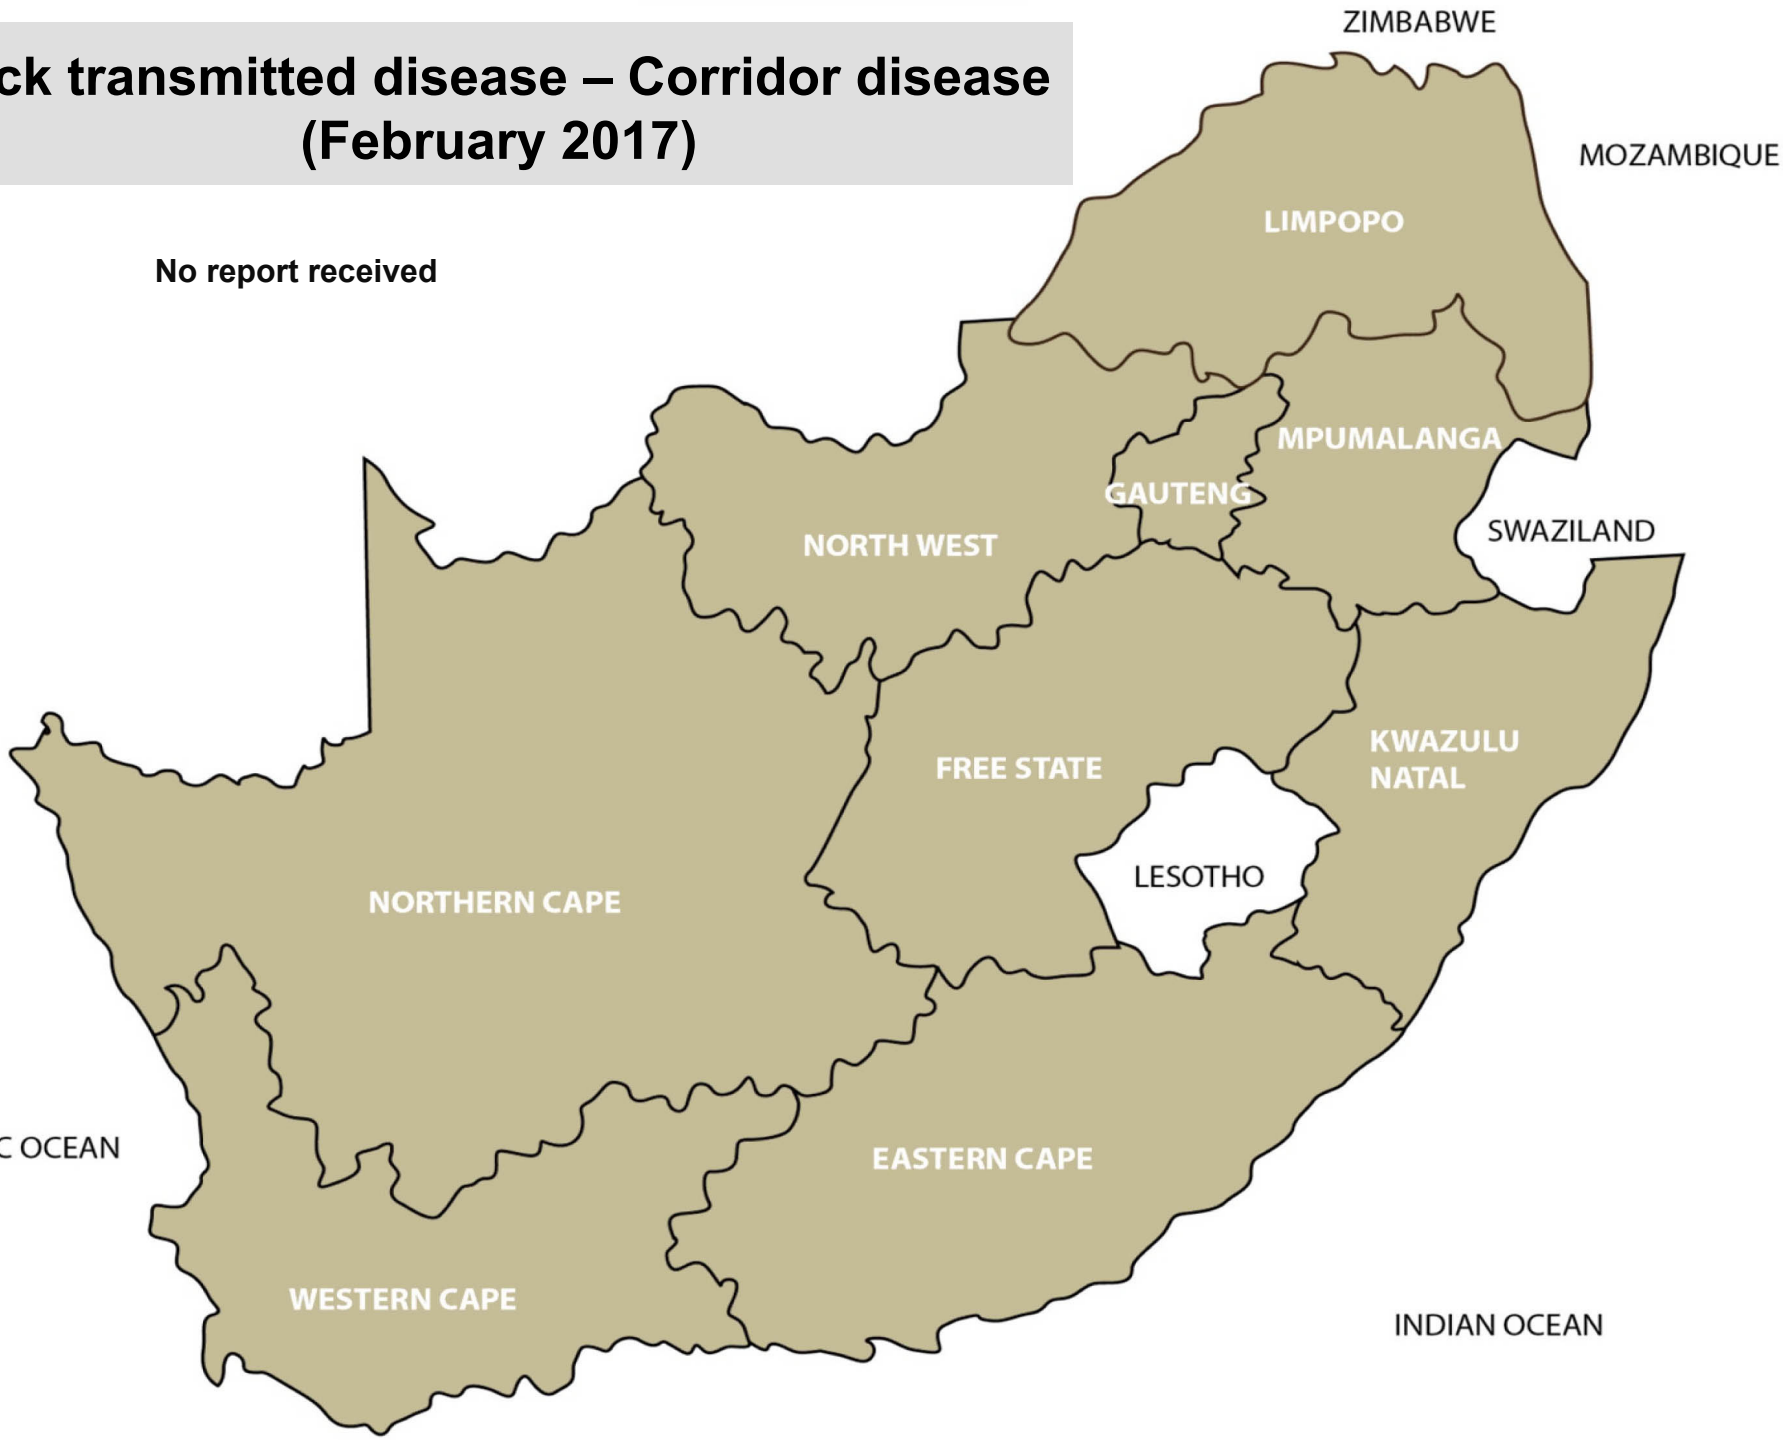 ZIMBABWE
ck transmitted disease – Corridor disease
(February 2017)
MOZAMBIQUE
LIMPOPO
No report received
MPUMALANGA
GAUTENG
SWAZILAND
NORTH WEST
KWAZULU
NATAL
FREE STATE
LESOTHO
NORTHERN CAPE
C OCEAN
EASTERN CAPE
WESTERN CAPE
INDIAN OCEAN